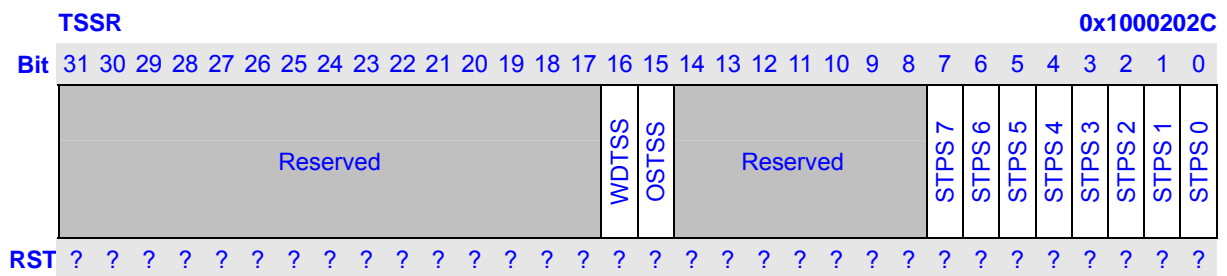 TSSR 0x1000202C
Bit 31 30 29 28 27 26 25 24 23 22 21 20 19 18 17 16 15 14 13 12 11 10 9 8 7 6 5 4 3 2 1 0
Reserved WDTSS OSTSS Reserved STPS 7 STPS 6 STPS 5 STPS 4 STPS 3 STPS 2 STPS 1 STPS 0
RST ? ? ? ? ? ? ? ? ? ? ? ? ? ? ? ? ? ? ? ? ? ? ? ? ? ? ? ? ? ? ? ?